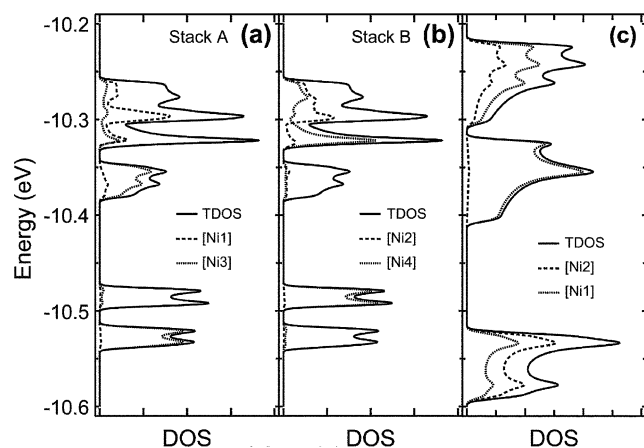 -10.2
-10.3
-10.4
-10.5
-10.6
Energy (eV)
Stack A (a)
TDOS
[Ni1]
[Ni3]
DOS
Stack B (b)
TDOS
[Ni2]
[Ni4]
DOS
(c)
TDOS
[Ni2]
[Ni1]
DOS